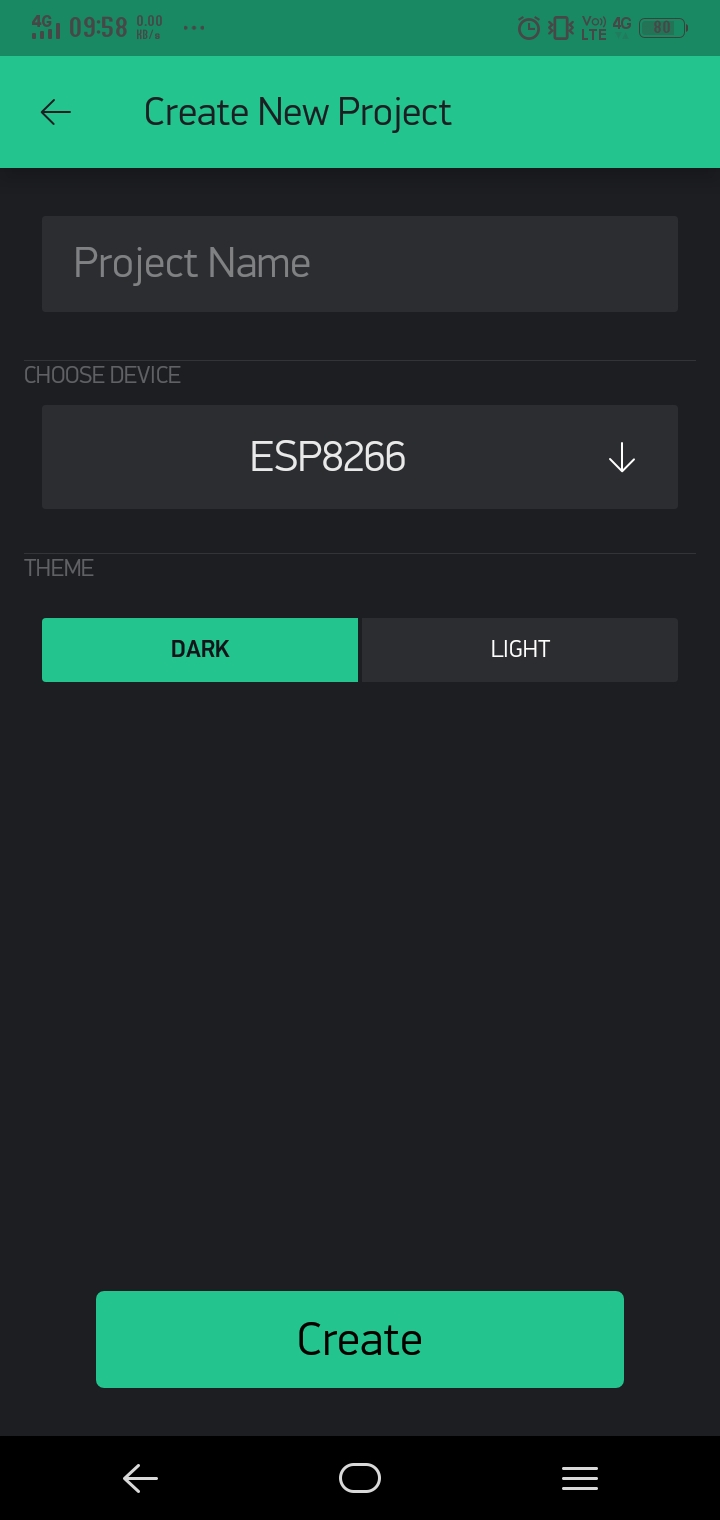 4G 09:58 0.00 KB/s ... Vo)) LTE 4G 80
Create New Project
Project Name
CHOOSE DEVICE
ESP8266
THEME
DARK LIGHT
Create